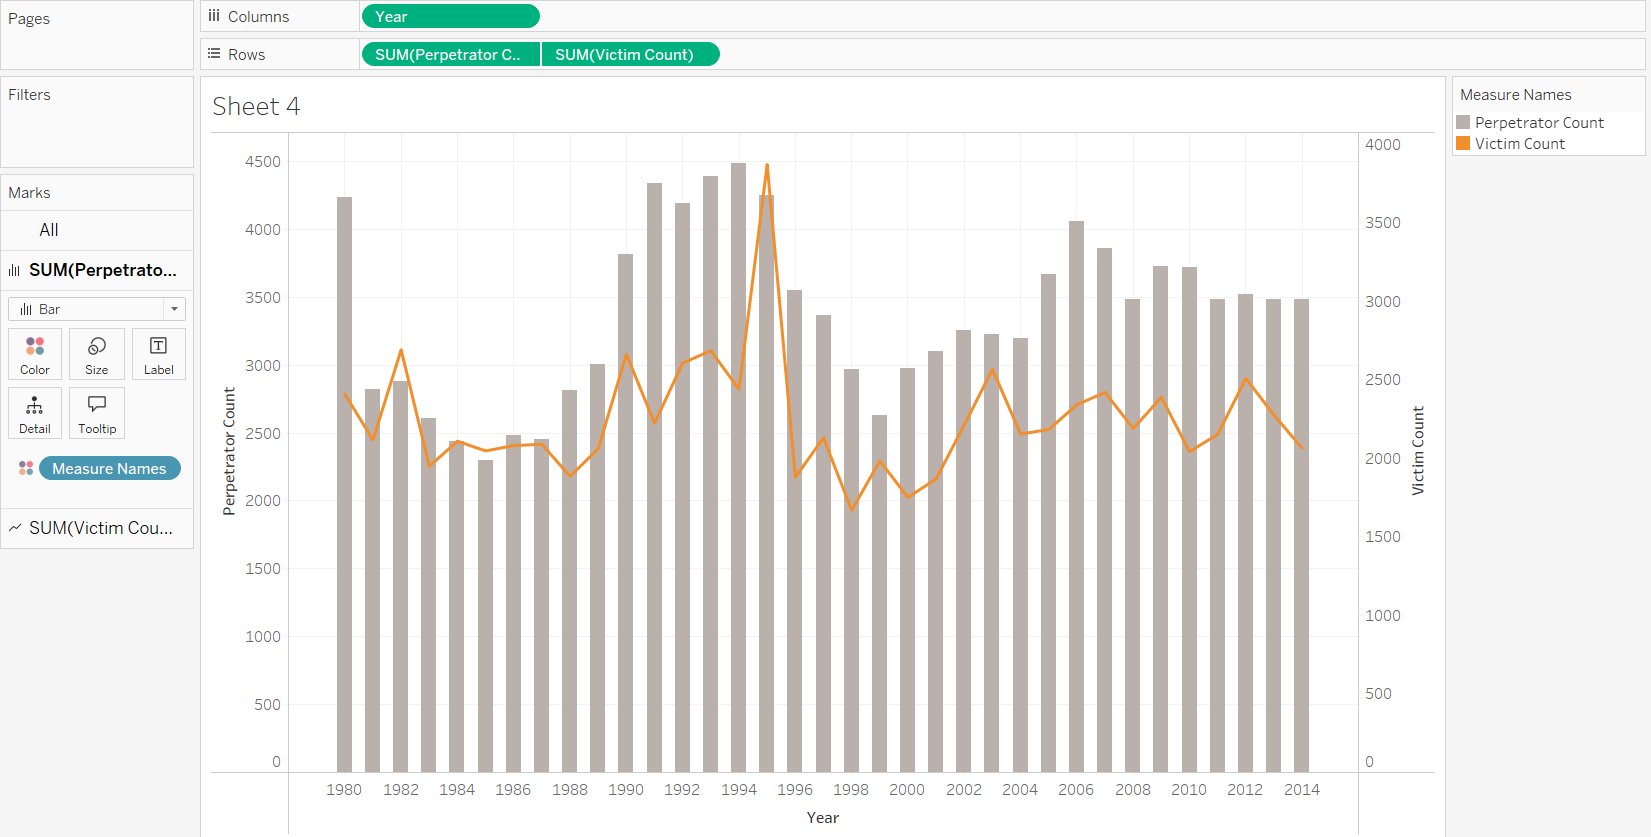 Pages
Columns
Year
Rows
SUM(Perpetrator C..
SUM(Victim Count)
Filters
Marks
All
SUM(Perpetrato...
Bar
Color
Size
Label
Detail
Tooltip
Measure Names
SUM(Victim Cou...
Sheet 4
Perpetrator Count
4500
4000
3500
3000
2500
2000
1500
1000
500
0
4000
3500
3000
2500
2000
1500
1000
500
0
Victim Count
1980 1982 1984 1986 1988 1990 1992 1994 1996 1998 2000 2002 2004 2006 2008 2010 2012 2014
Year
Measure Names
Perpetrator Count
Victim Count